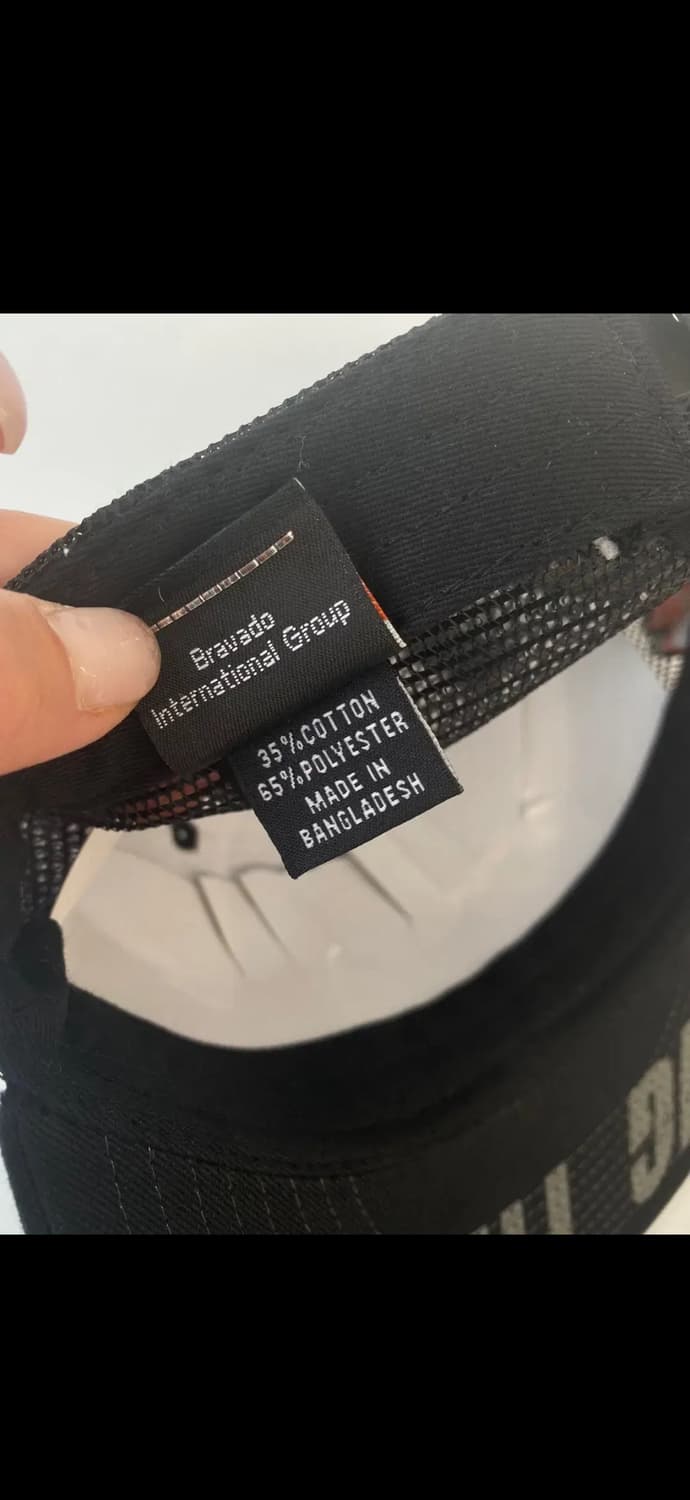 Bravado
International Group
35%COTTON
65%POLYESTER
MADE IN
BANGLADESH